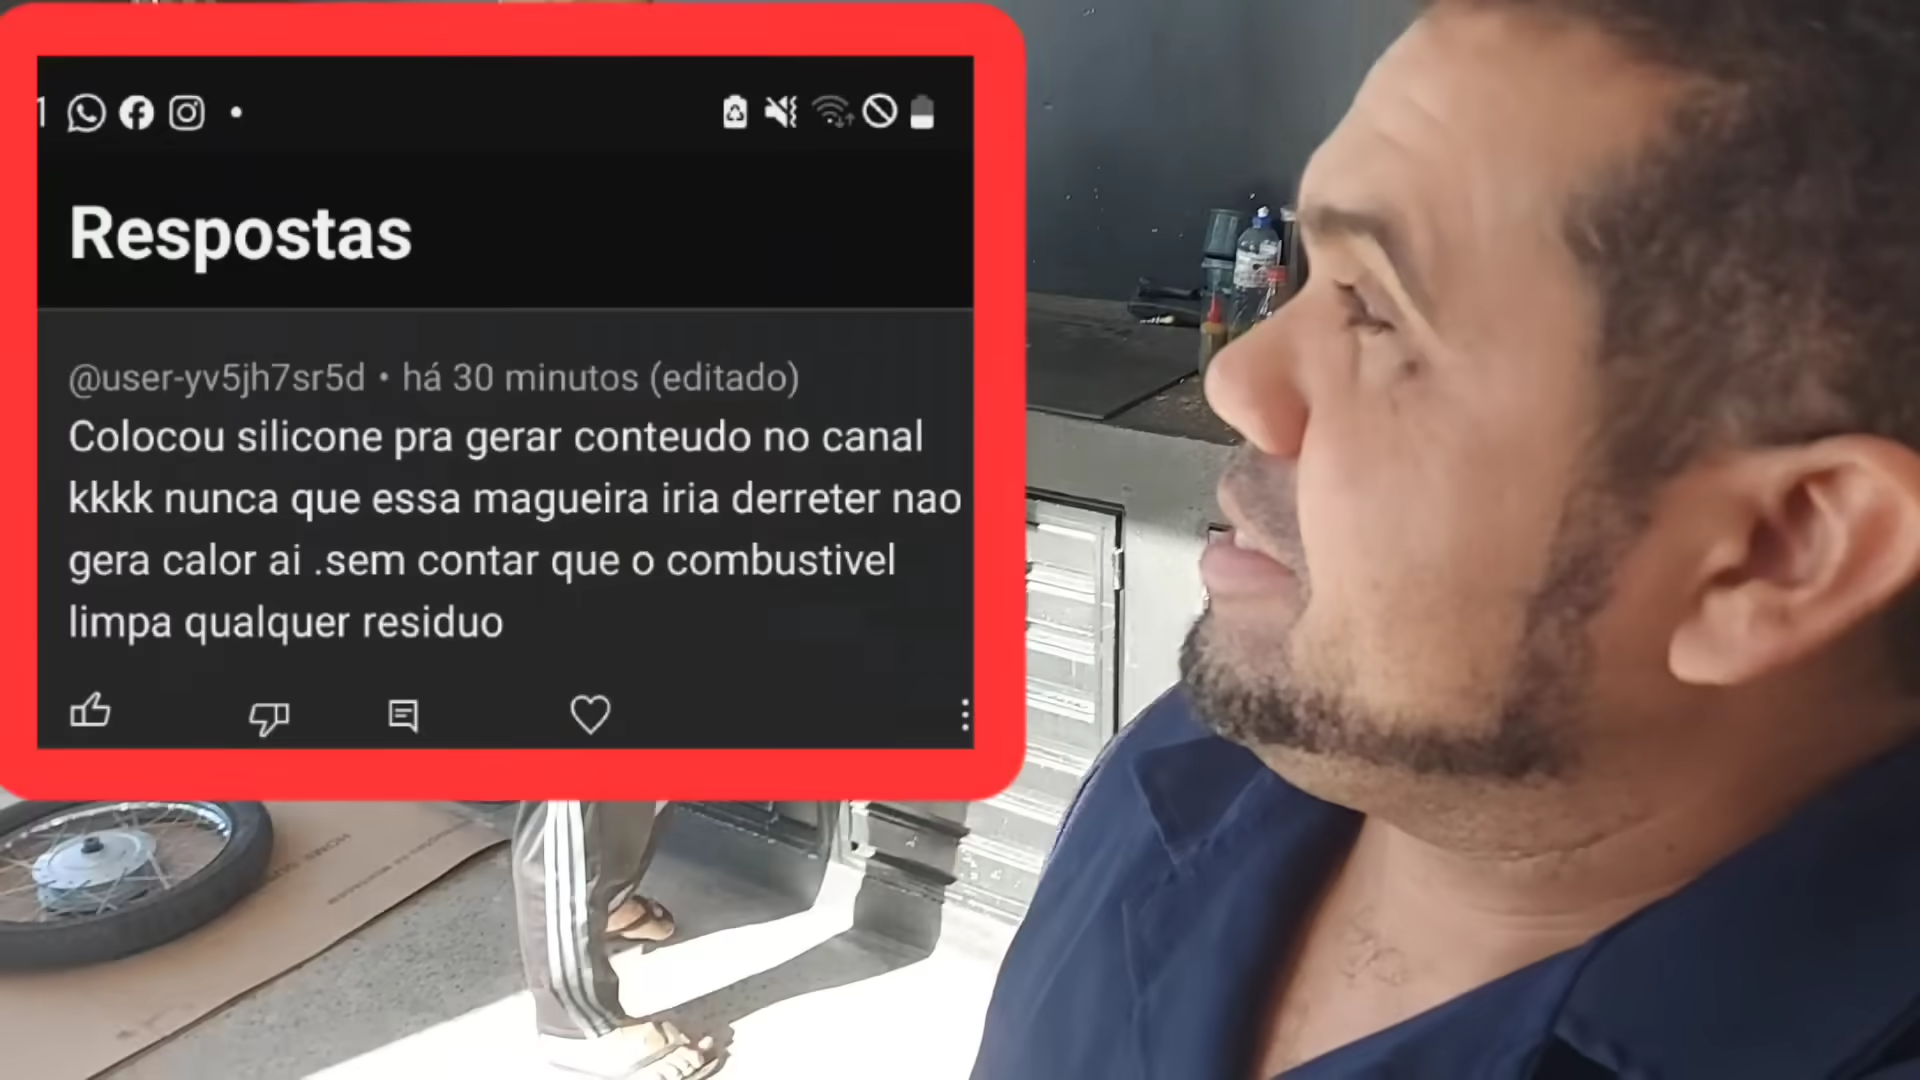 Respostas
@user-yv5jh7sr5d • há 30 minutos (editado)
Colocou silicone pra gerar conteudo no canal
kkkk nunca que essa magueira iria derreter nao
gera calor ai .sem contar que o combustivel
limpa qualquer residuo